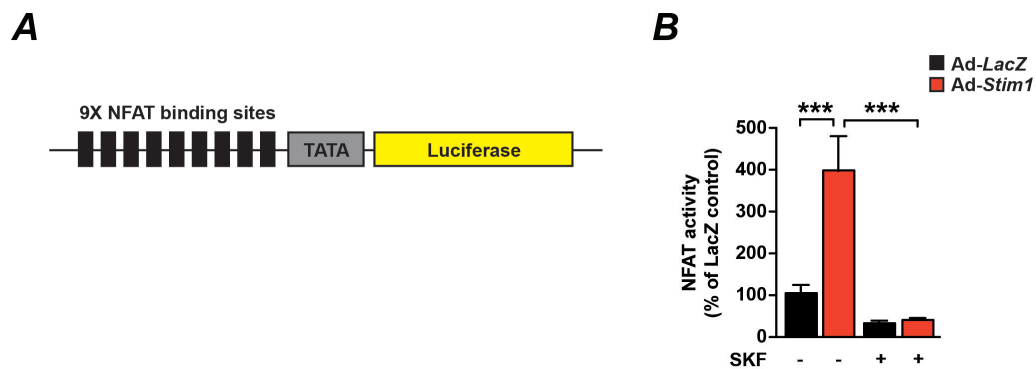 A
9X NFAT binding sites
TATA
Luciferase
B
Ad-LacZ
Ad-Stim1
***
***
NFAT activity
(% of LacZ control)
500
400
300
200
100
0
SKF - - + +